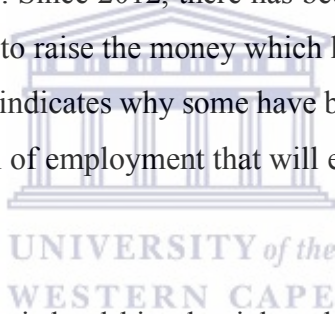 . Since 2012, there has be
to raise the money which
indicates why some have b
of employment that will e
UNIVERSITY of the
WESTERN CAPE